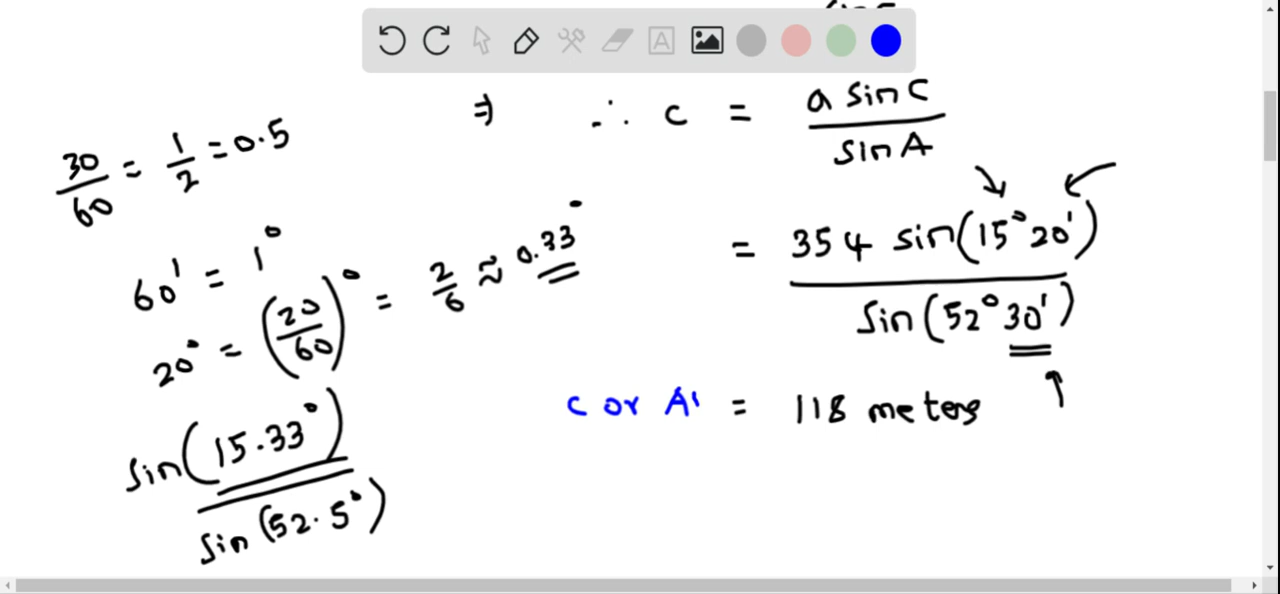 ⇒ ∴ c = a sin C / sin A
30/60 = 1/2 = 0.5
= 354 sin(15°20') / sin(52°30')
60' = 1°
20° = (20/60)° = 2/6 ≈ 0.33°
c or A' = 118 meters
sin(15.33°) / sin(52.5°)